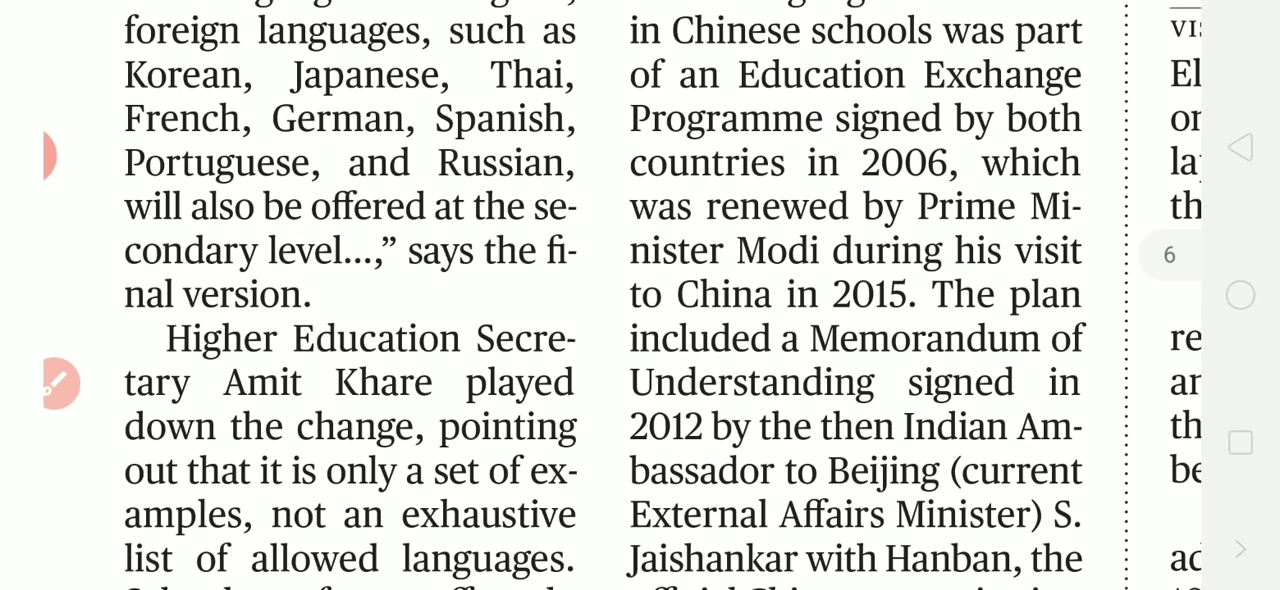 foreign languages, such as
Korean, Japanese, Thai,
French, German, Spanish,
Portuguese, and Russian,
will also be offered at the se-
condary level...,” says the fi-
nal version.
Higher Education Secre-
tary Amit Khare played
down the change, pointing
out that it is only a set of ex-
amples, not an exhaustive
list of allowed languages.
in Chinese schools was part
of an Education Exchange
Programme signed by both
countries in 2006, which
was renewed by Prime Mi-
nister Modi during his visit
to China in 2015. The plan
included a Memorandum of
Understanding signed in
2012 by the then Indian Am-
bassador to Beijing (current
External Affairs Minister) S.
Jaishankar with Hanban, the
El
on
la
th
re
an
th
be
ad
6